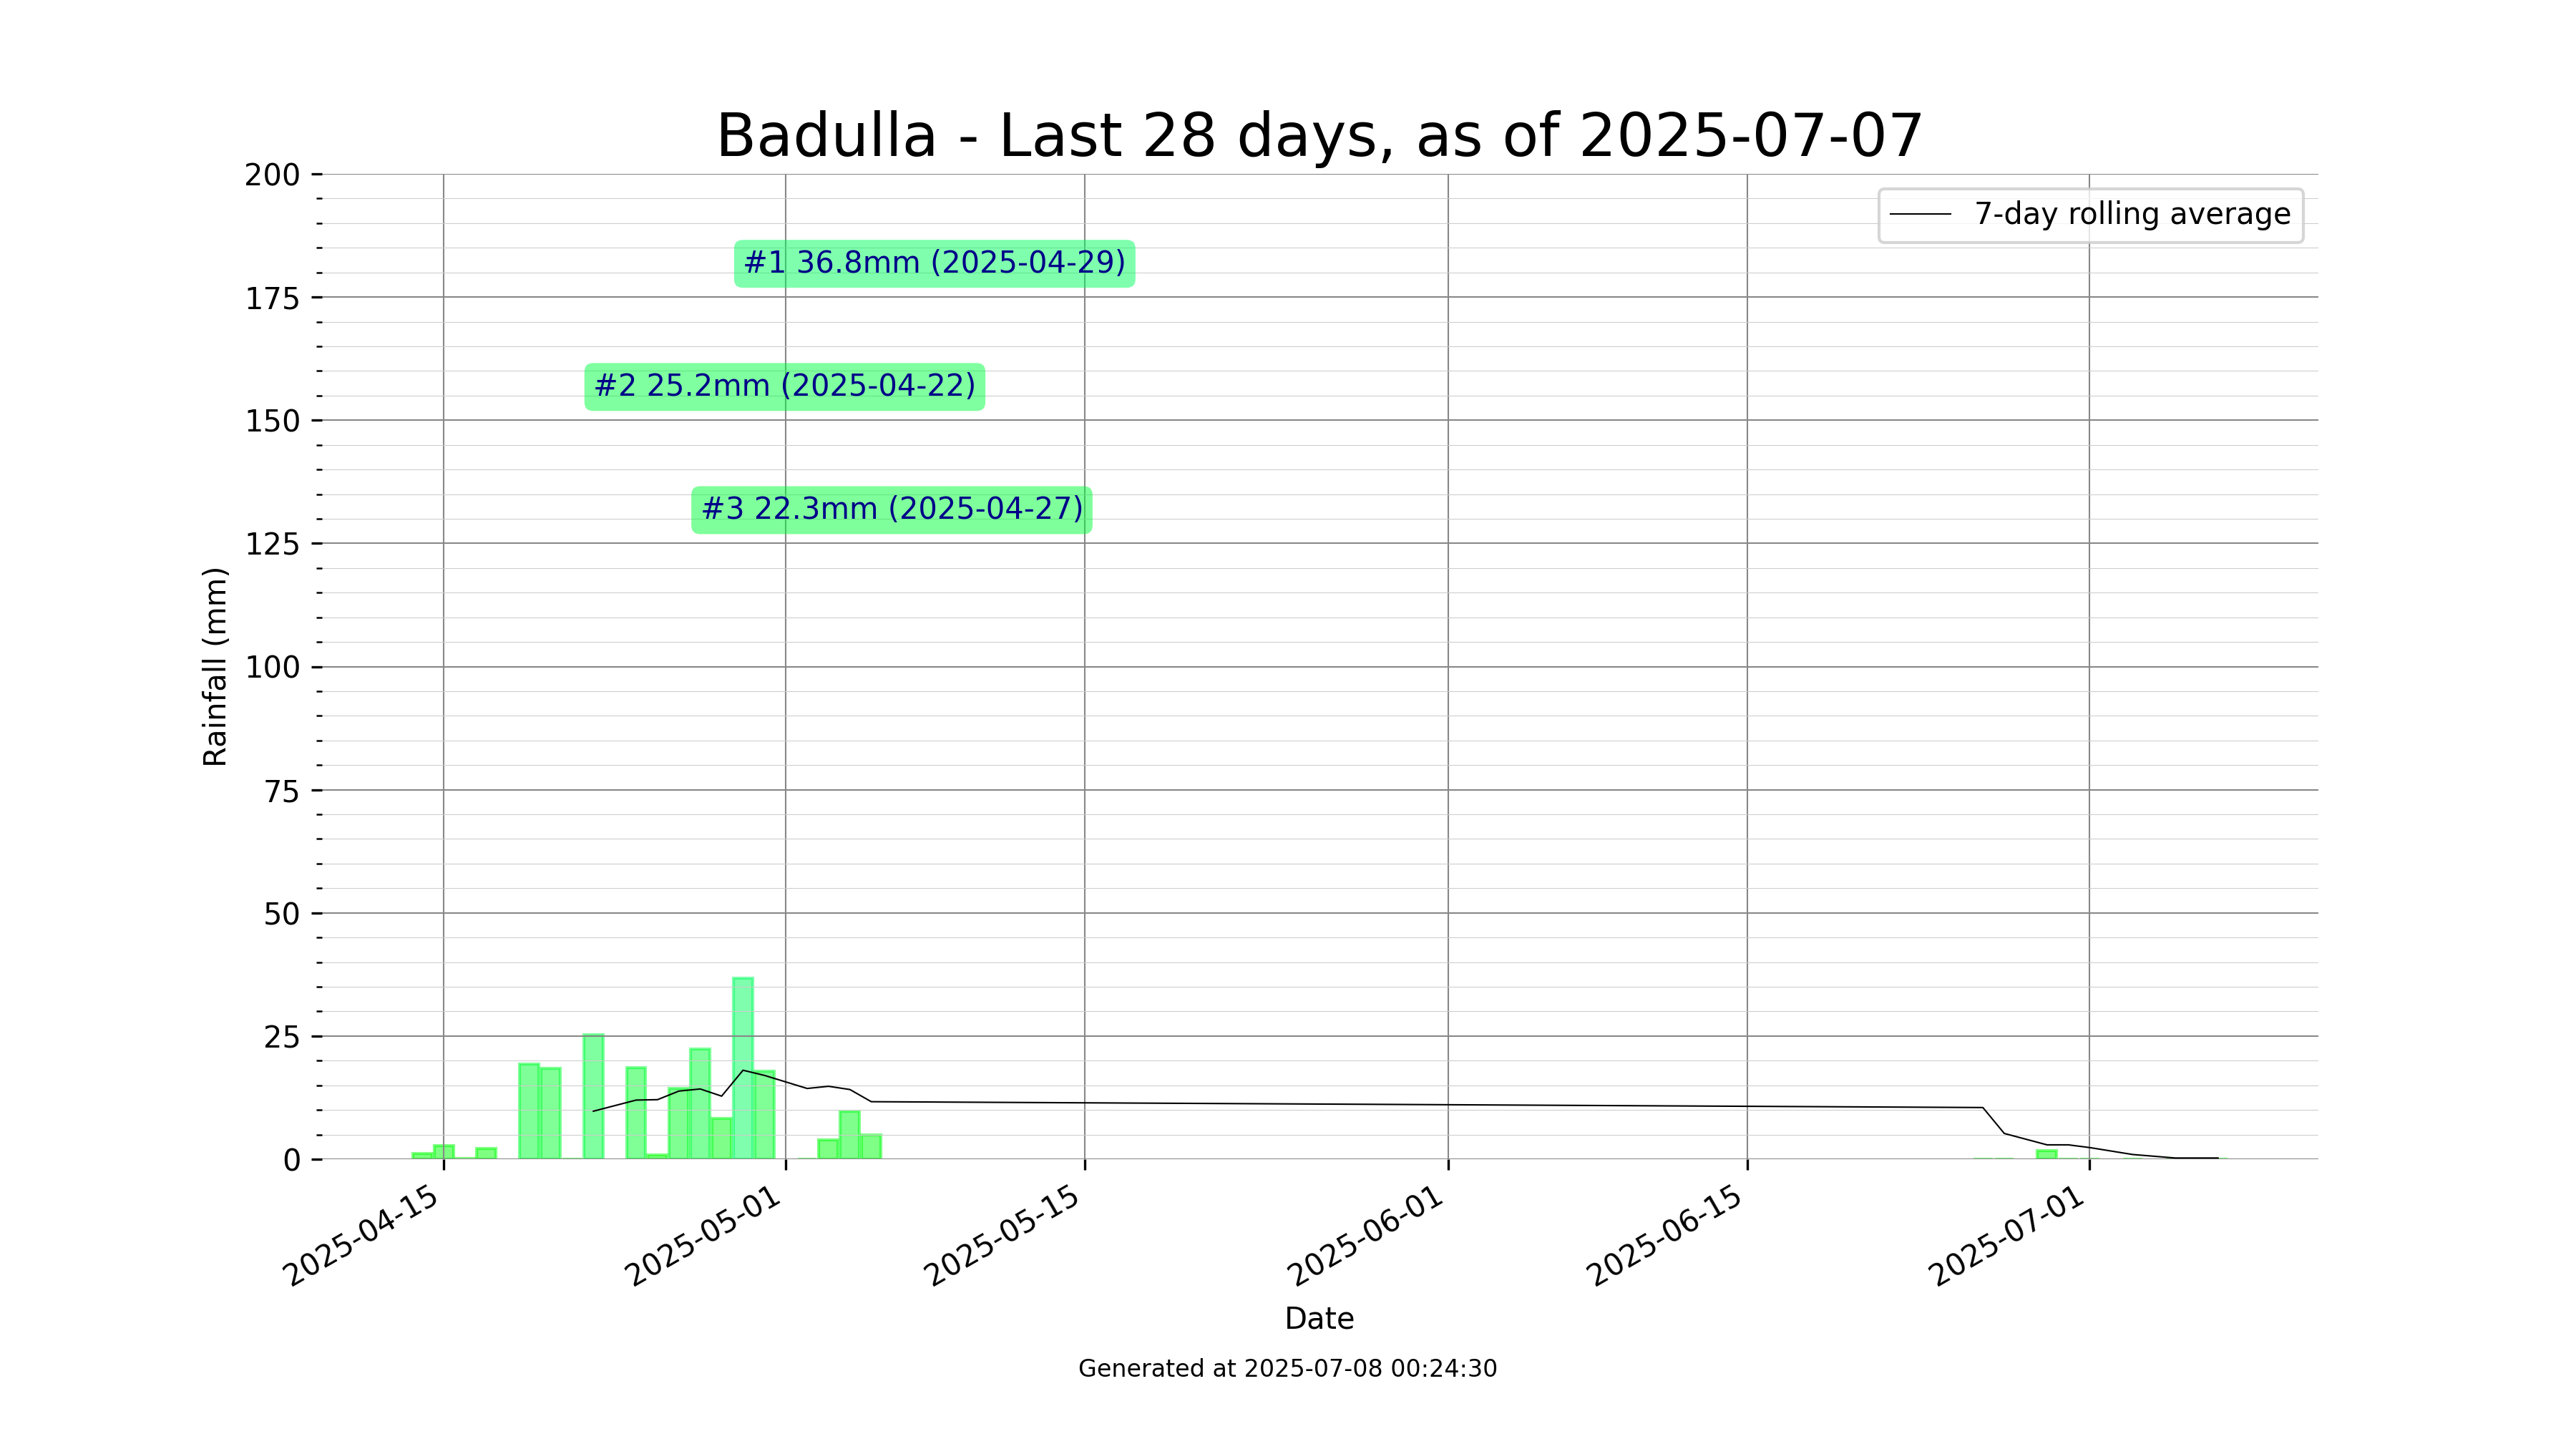 Badulla - Last 28 days, as of 2025-07-07
7-day rolling average
#1 36.8mm (2025-04-29)
#2 25.2mm (2025-04-22)
#3 22.3mm (2025-04-27)
Rainfall (mm)
200
175
150
125
100
75
50
25
0
2025-04-15
2025-05-01
2025-05-15
2025-06-01
2025-06-15
2025-07-01
Date
Generated at 2025-07-08 00:24:30